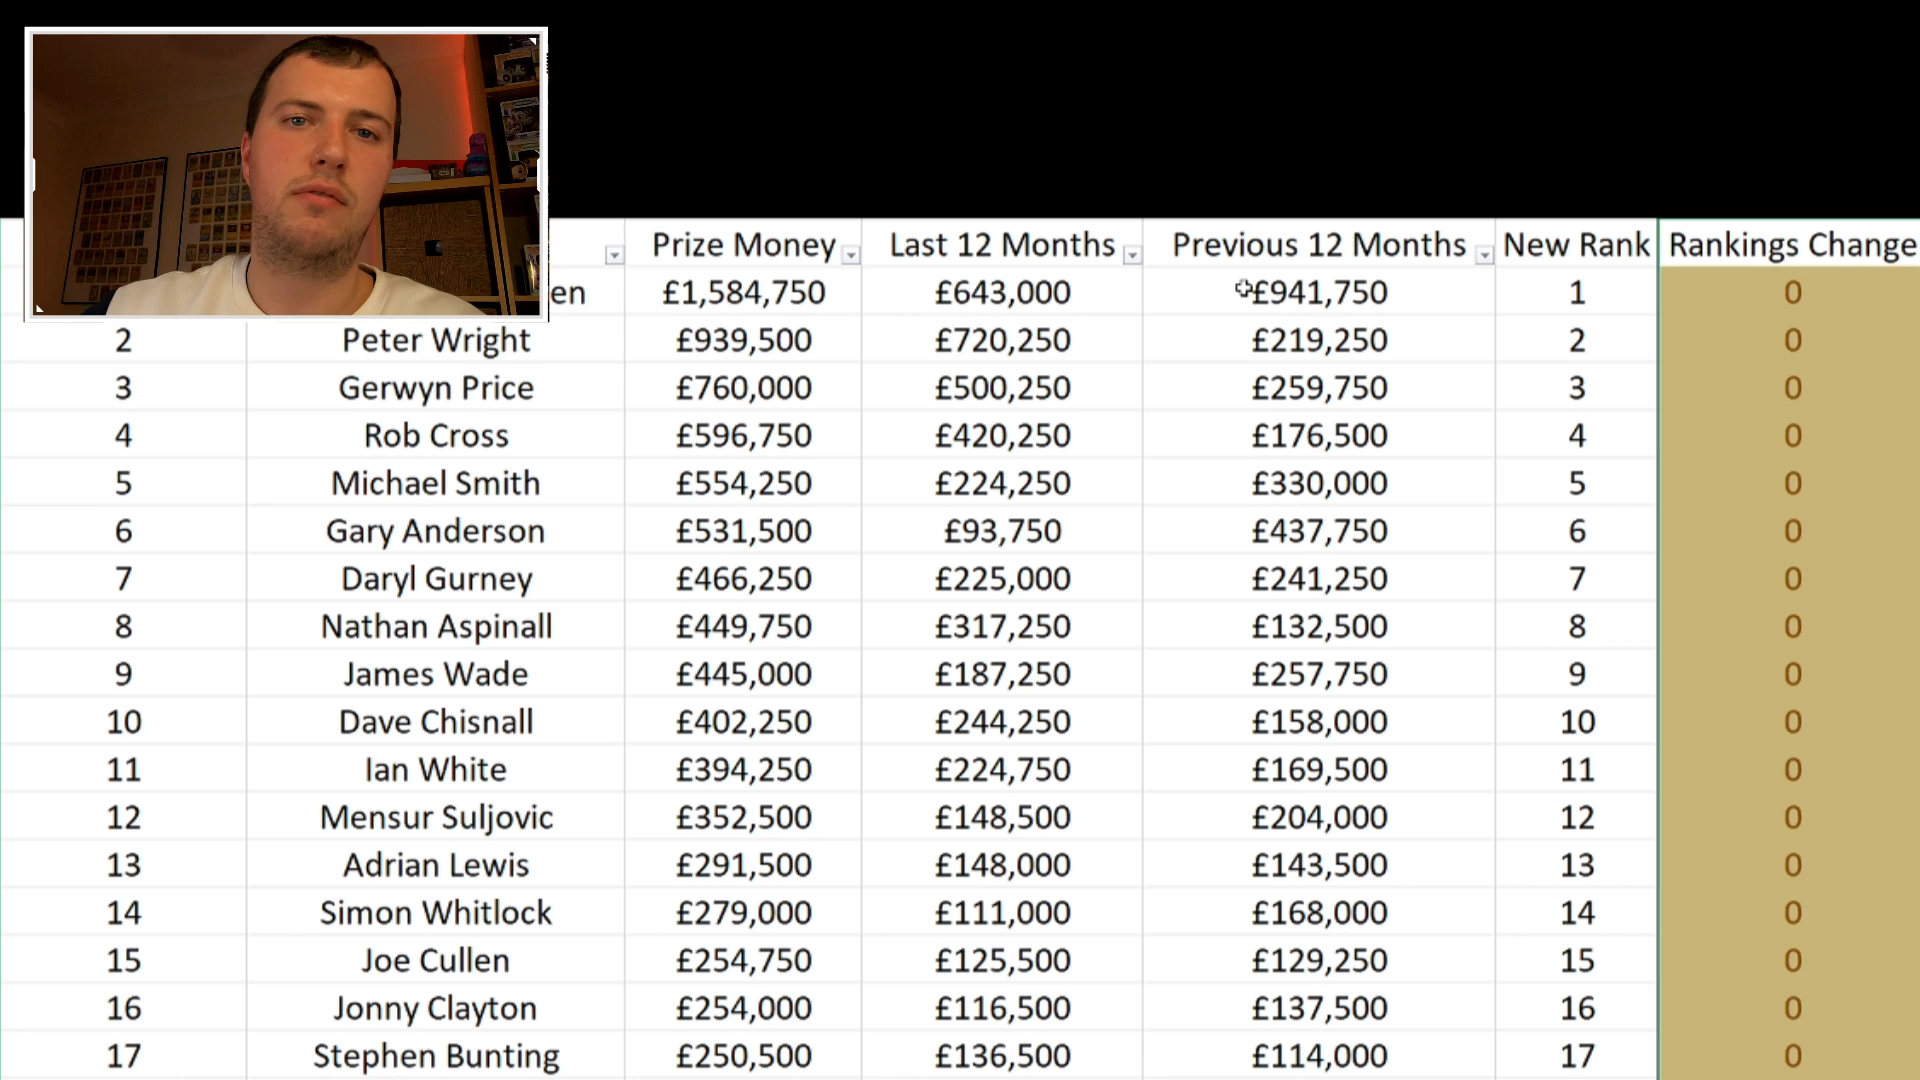 Prize Money Last 12 Months Previous 12 Months New Rank Rankings Change
en £1,584,750 £643,000 £941,750 1 0
2 Peter Wright £939,500 £720,250 £219,250 2 0
3 Gerwyn Price £760,000 £500,250 £259,750 3 0
4 Rob Cross £596,750 £420,250 £176,500 4 0
5 Michael Smith £554,250 £224,250 £330,000 5 0
6 Gary Anderson £531,500 £93,750 £437,750 6 0
7 Daryl Gurney £466,250 £225,000 £241,250 7 0
8 Nathan Aspinall £449,750 £317,250 £132,500 8 0
9 James Wade £445,000 £187,250 £257,750 9 0
10 Dave Chisnall £402,250 £244,250 £158,000 10 0
11 Ian White £394,250 £224,750 £169,500 11 0
12 Mensur Suljovic £352,500 £148,500 £204,000 12 0
13 Adrian Lewis £291,500 £148,000 £143,500 13 0
14 Simon Whitlock £279,000 £111,000 £168,000 14 0
15 Joe Cullen £254,750 £125,500 £129,250 15 0
16 Jonny Clayton £254,000 £116,500 £137,500 16 0
17 Stephen Bunting £250,500 £136,500 £114,000 17 0